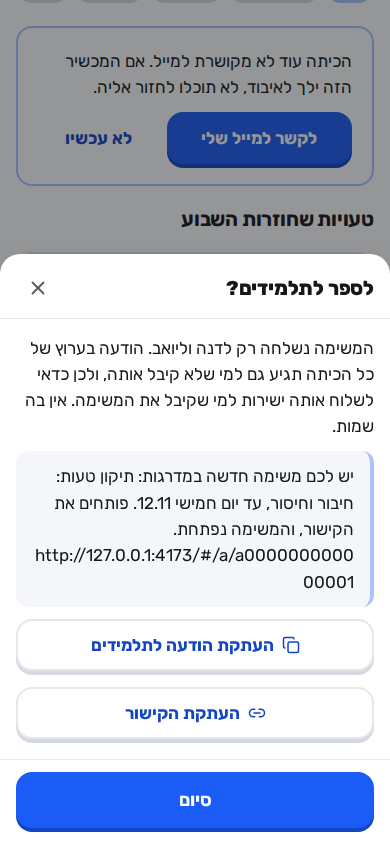 הכיתה עוד לא מקושרת למייל. אם המכשיר
הזה ילך לאיבוד, לא תוכלו לחזור אליה.
לקשר למייל שלי
לא עכשיו
טעויות שחוזרות השבוע
לספר לתלמידים?
המשימה נשלחה רק לדנה וליואב. הודעה בערוץ של
כל הכיתה תגיע גם למי שלא קיבל אותה, ולכן כדאי
לשלוח אותה ישירות למי שקיבל את המשימה. אין בה
שמות.
יש לכם משימה חדשה במדרגות: תיקון טעות:
חיבור וחיסור, עד יום חמישי 12.11. פותחים את
הקישור, והמשימה נפתחת.
http://127.0.0.1:4173/#/a/a0000000000
00001
העתקת הודעה לתלמידים
העתקת הקישור
סיום